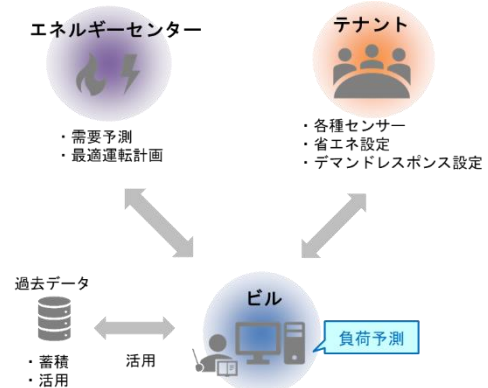 エネルギーセンター
・需要予測
・最適運転計画
テナント
・各種センサー
・省エネ設定
・デマンドレスポンス設定
過去データ
・蓄積
・活用
活用
ビル
負荷予測